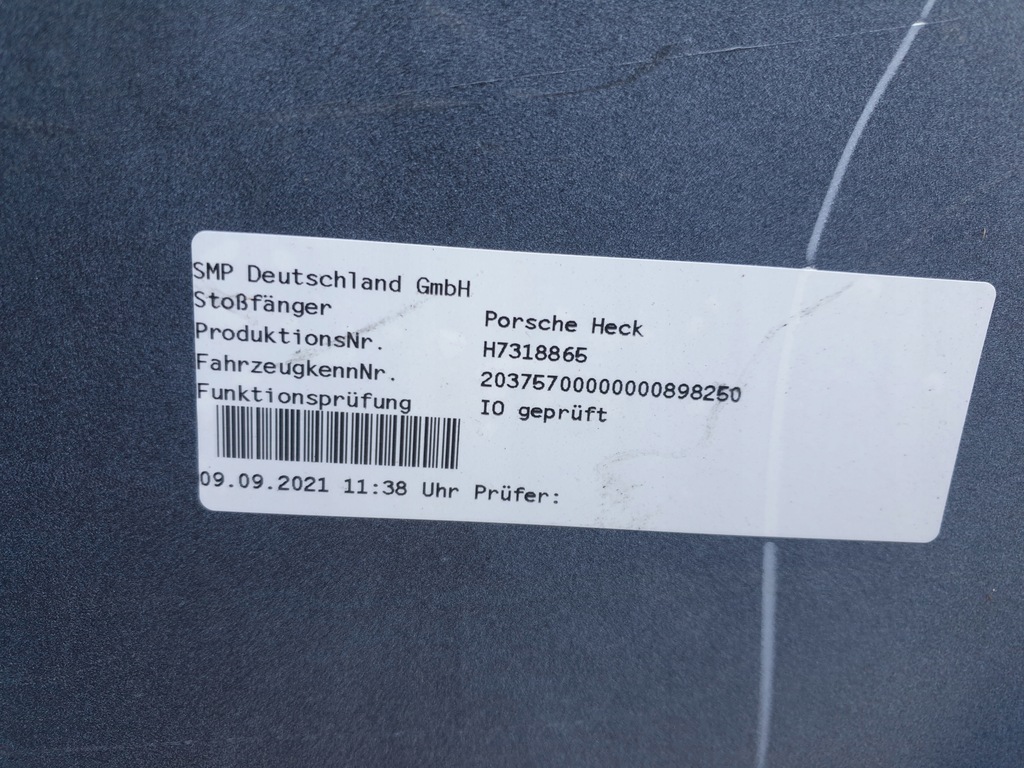 SMP Deutschland GmbH
Stoßfänger Porsche Heck
ProduktionsNr. H7318865
FahrzeugkennNr. 20375700000000898250
Funktionsprüfung IO geprüft
09.09.2021 11:38 Uhr Prüfer: